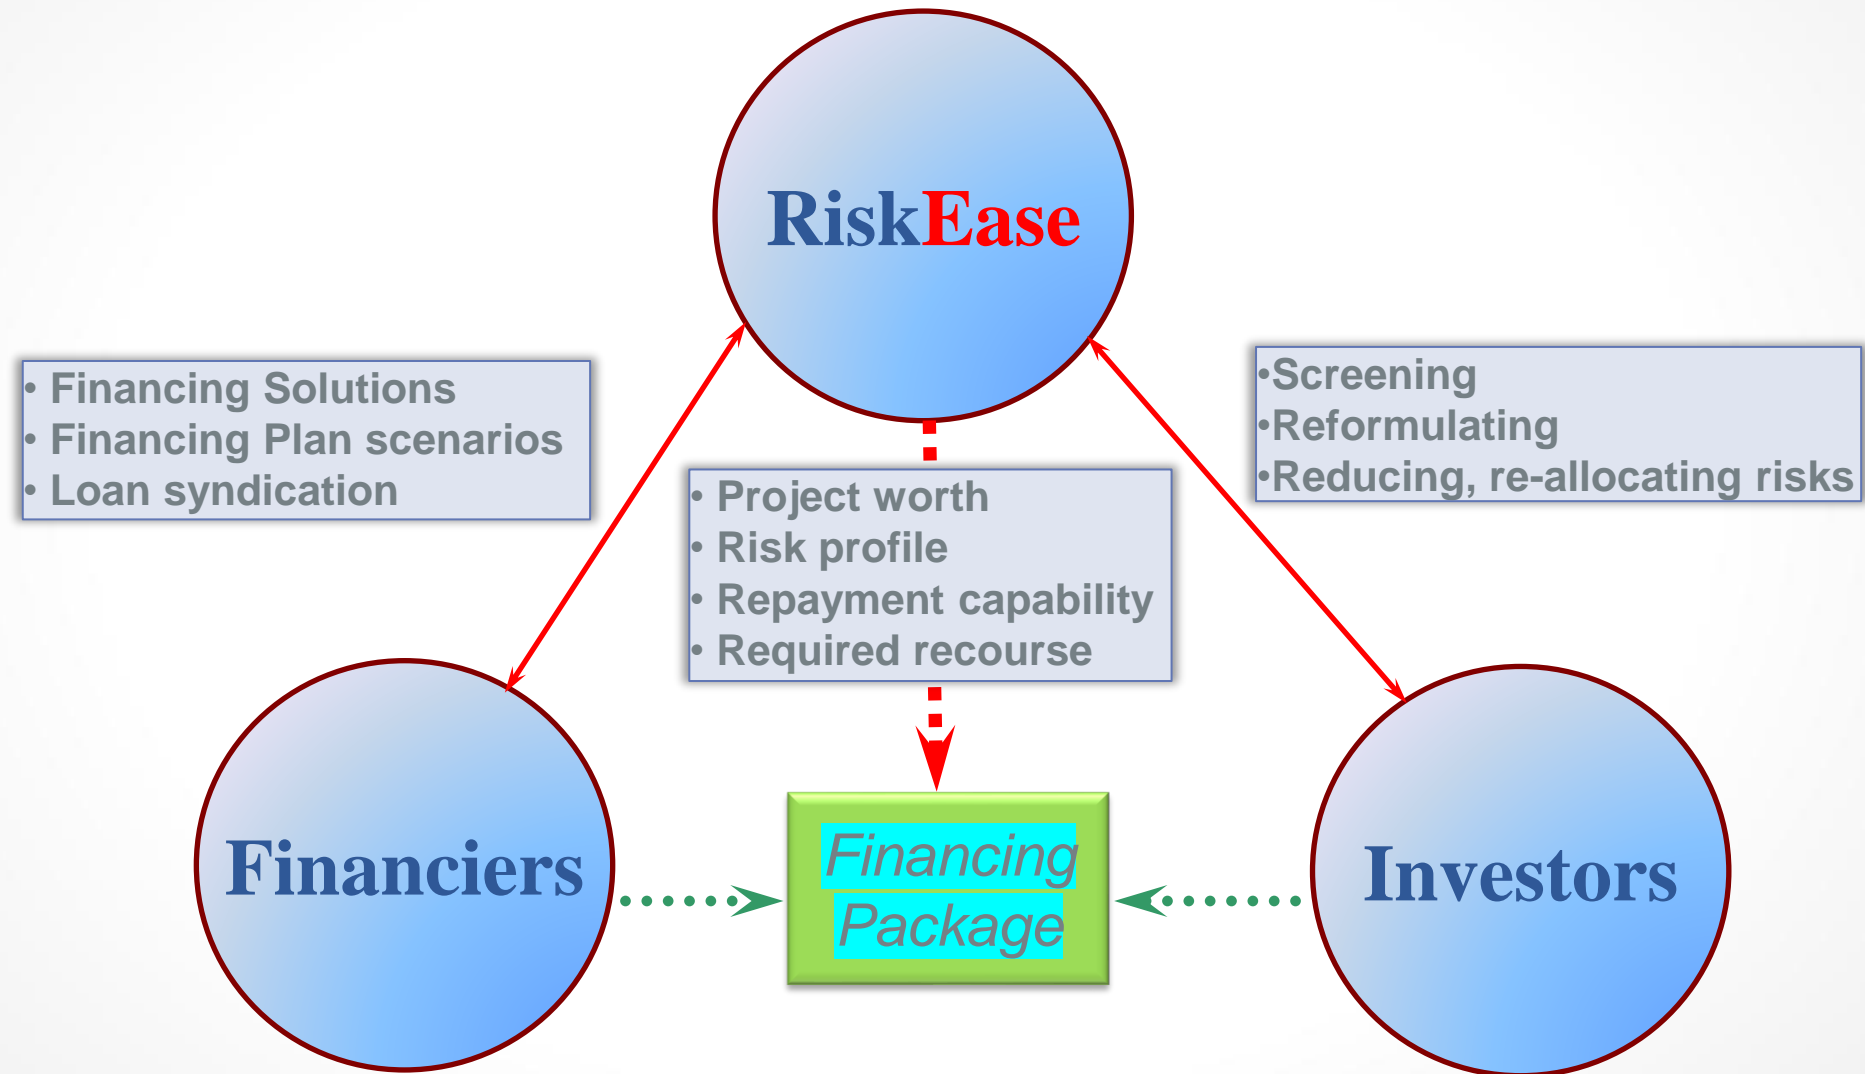 RiskEase
• Financing Solutions
• Financing Plan scenarios
• Loan syndication
•Screening
•Reformulating
•Reducing, re-allocating risks
• Project worth
• Risk profile
• Repayment capability
• Required recourse
Financiers
Financing
Package
Investors